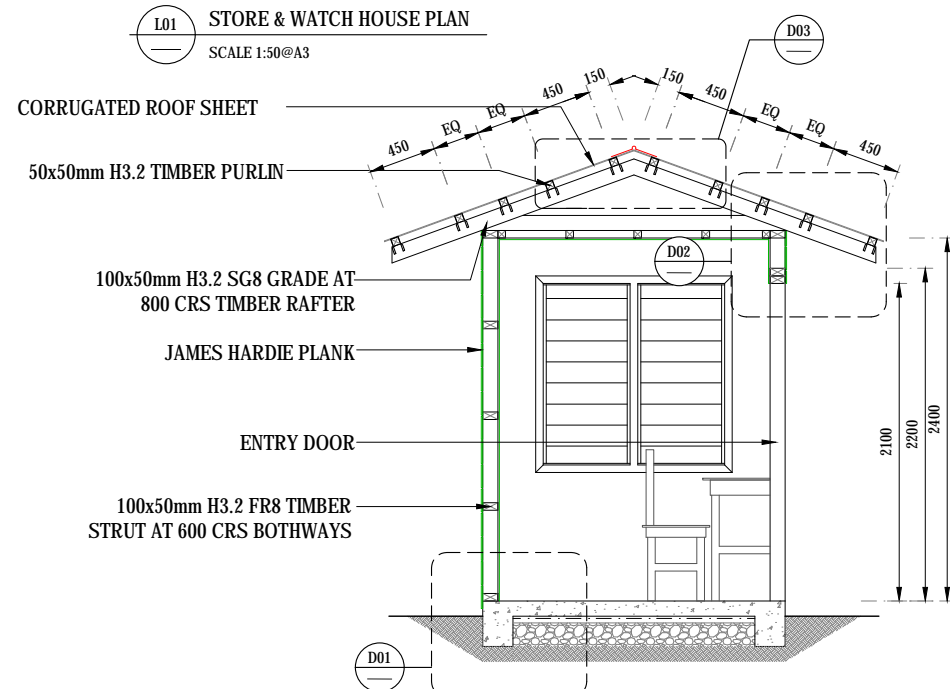 L01
STORE & WATCH HOUSE PLAN
SCALE 1:50@A3
D03
450 EQ EQ 450 150 150 450 EQ EQ 450
CORRUGATED ROOF SHEET
50x50mm H3.2 TIMBER PURLIN
D02
100x50mm H3.2 SG8 GRADE AT
800 CRS TIMBER RAFTER
JAMES HARDIE PLANK
ENTRY DOOR
2100
2200
2400
100x50mm H3.2 FR8 TIMBER
STRUT AT 600 CRS BOTHWAYS
D01